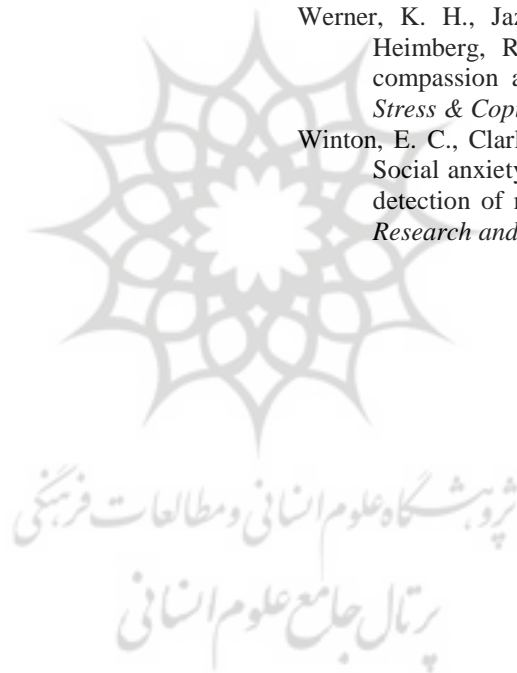 Werner, K. H., Jaz
Heimberg, R
compassion a
Stress & Cop
Winton, E. C., Clar
Social anxiety
detection of r
Research and
پژوهشگاه علوم انسانی و مطالعات فرهنگی
پرتال جامع علوم انسانی